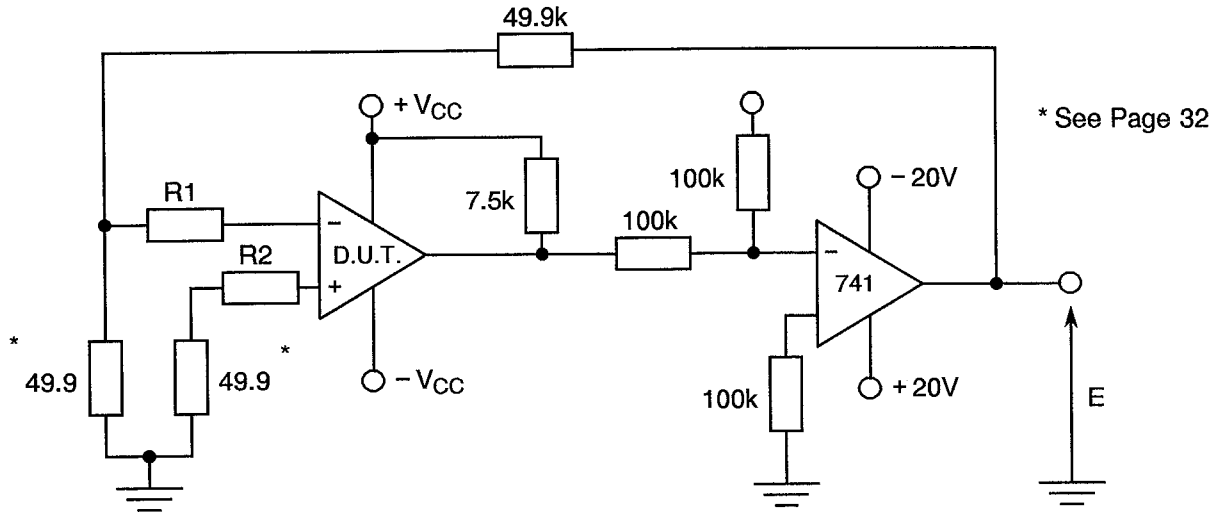 49.9k
+ VCC
* See Page 32
R1
7.5k
100k
100k
− 20V
−
D.U.T.
+
R2
−
741
*
49.9
*
49.9
− VCC
100k
+ 20V
E